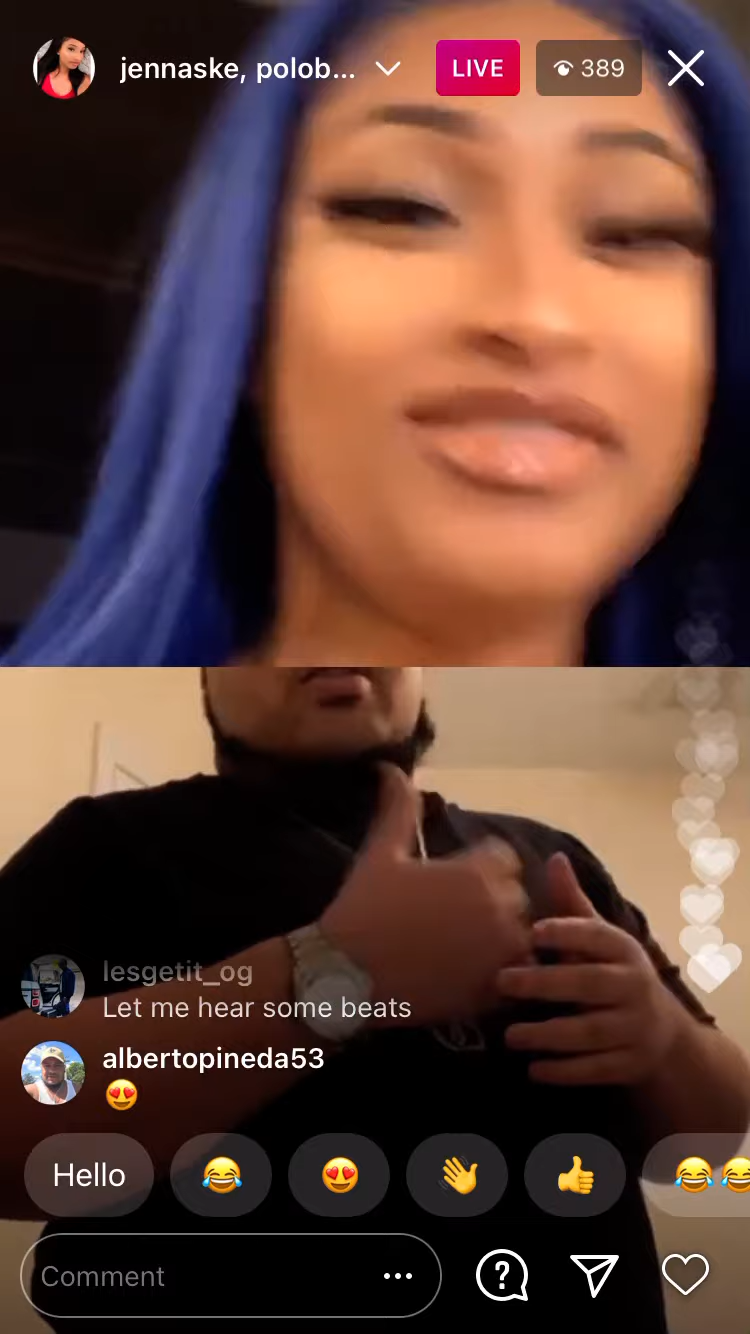 jennaske, polob...
LIVE
389
lesgetit_og
Let me hear some beats
albertopineda53
Hello
Comment